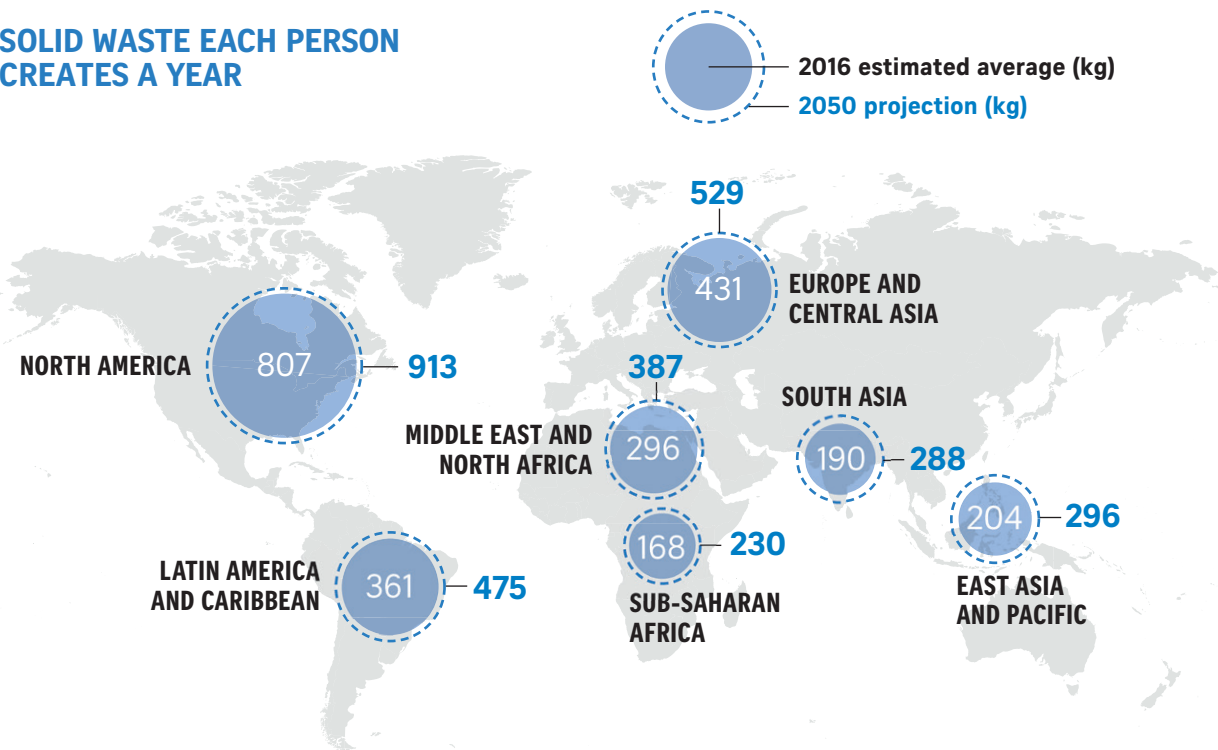 SOLID WASTE EACH PERSON
CREATES A YEAR
2016 estimated average (kg)
2050 projection (kg)
529
431
EUROPE AND
CENTRAL ASIA
NORTH AMERICA
807
913
387
MIDDLE EAST AND
NORTH AFRICA
296
SOUTH ASIA
190
288
204
296
EAST ASIA
AND PACIFIC
168
230
SUB-SAHARAN
AFRICA
LATIN AMERICA
AND CARIBBEAN
361
475